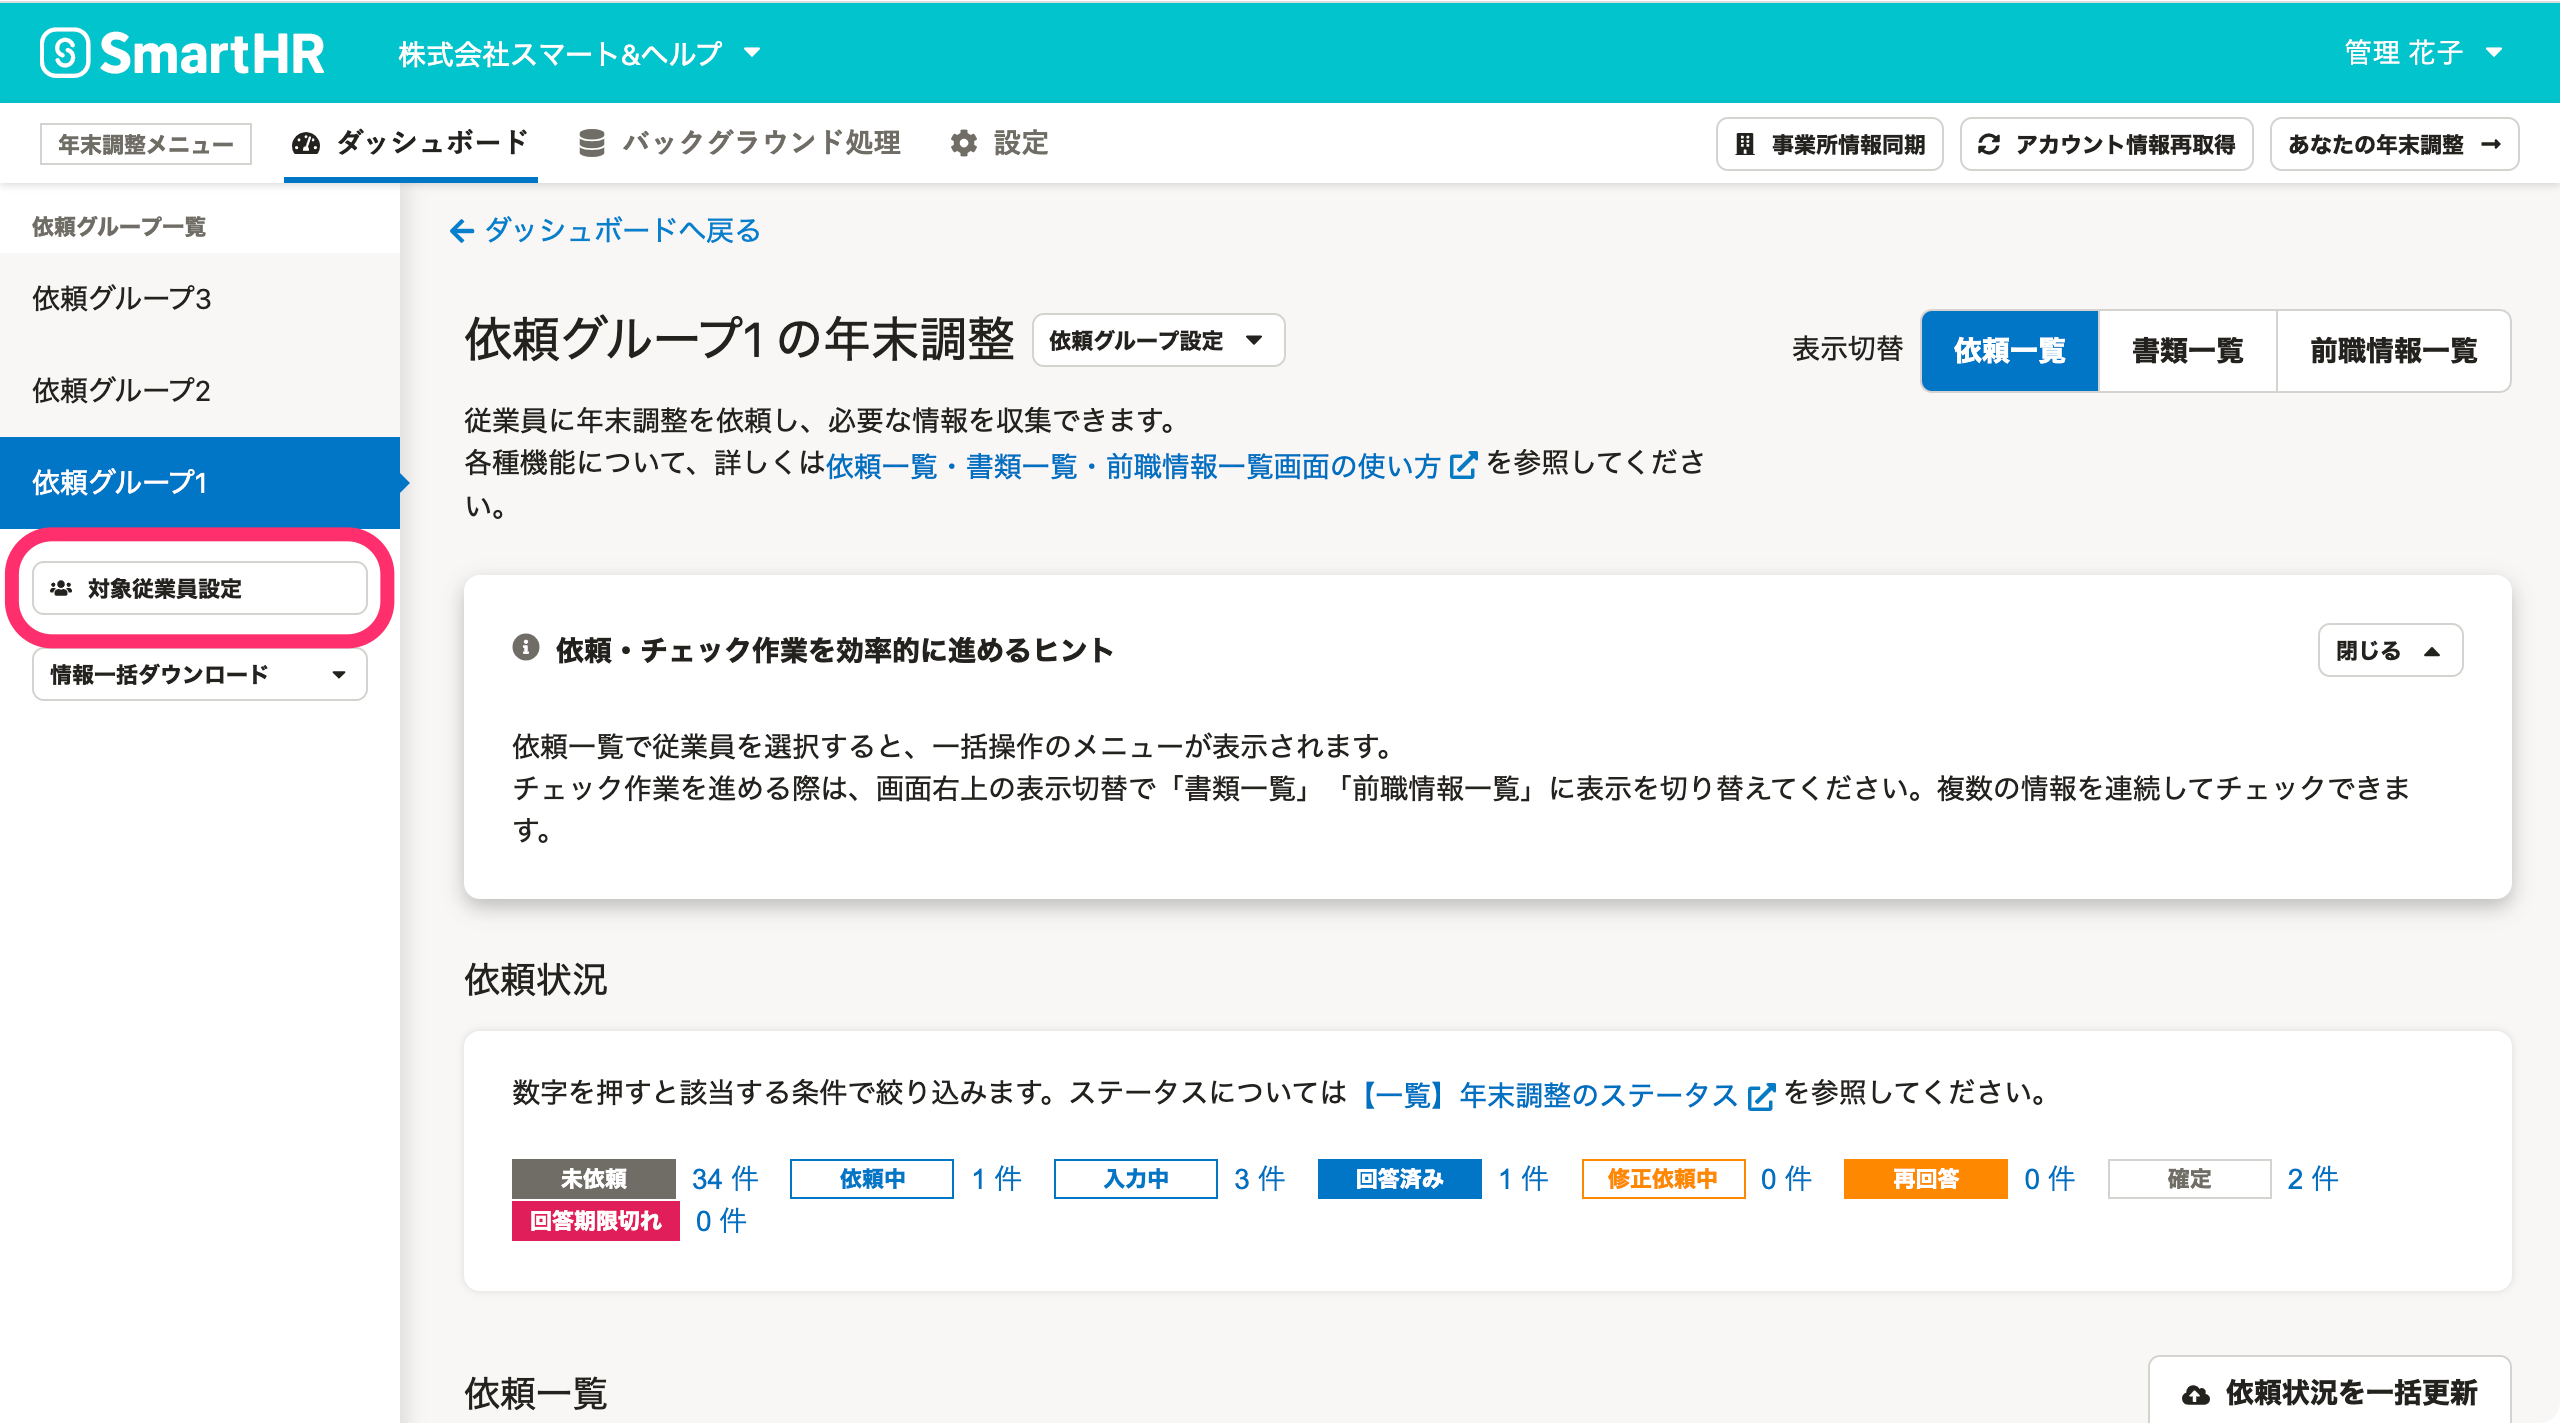 SmartHR 株式会社スマート&ヘルプ 管理 花子
年末調整メニュー ダッシュボード バックグラウンド処理 設定 事業所情報同期 アカウント情報再取得 あなたの年末調整 →
依頼グループ一覧
依頼グループ3
依頼グループ2
依頼グループ1
対象従業員設定
情報一括ダウンロード
← ダッシュボードへ戻る
依頼グループ1 の年末調整 依頼グループ設定
表示切替 依頼一覧 書類一覧 前職情報一覧
従業員に年末調整を依頼し、必要な情報を収集できます。
各種機能について、詳しくは依頼一覧・書類一覧・前職情報一覧画面の使い方 を参照してくださ
い。
依頼・チェック作業を効率的に進めるヒント 閉じる
依頼一覧で従業員を選択すると、一括操作のメニューが表示されます。
チェック作業を進める際は、画面右上の表示切替で「書類一覧」「前職情報一覧」に表示を切り替えてください。複数の情報を連続してチェックできま
す。
依頼状況
数字を押すと該当する条件で絞り込みます。ステータスについては【一覧】年末調整のステータス を参照してください。
未依頼 34 件 依頼中 1 件 入力中 3 件 回答済み 1 件 修正依頼中 0 件 再回答 0 件 確定 2 件
回答期限切れ 0 件
依頼一覧 依頼状況を一括更新